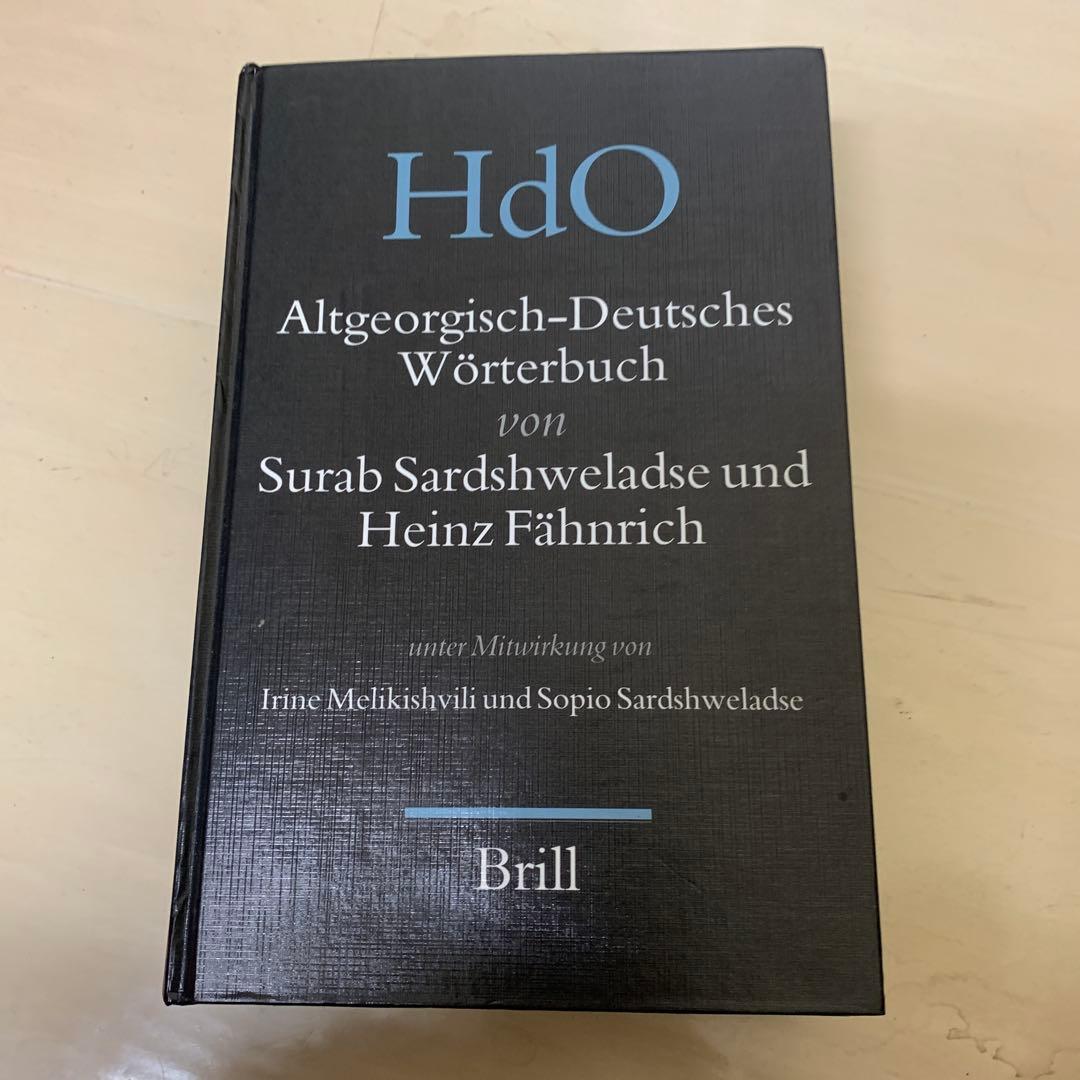 HdO
Altgeorgisch-Deutsches
Wörterbuch
von
Surab Sardshweladse und
Heinz Fähnrich
unter Mitwirkung von
Irine Melikishvili und Sopio Sardshweladse
Brill